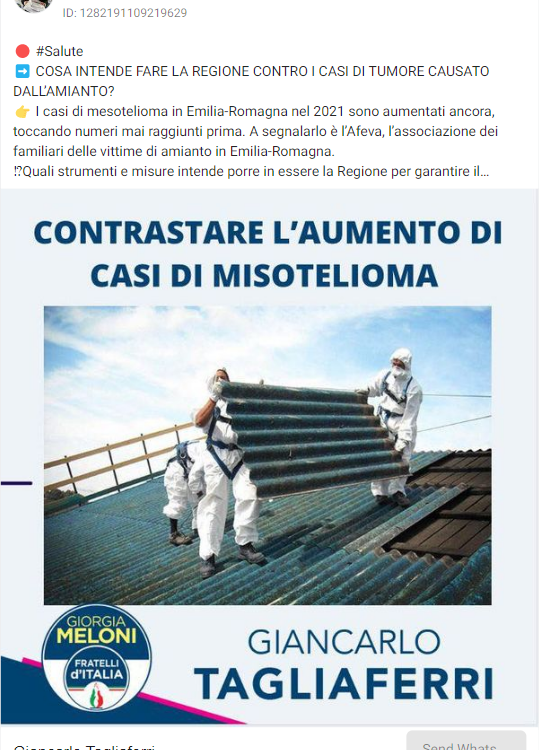 ID: 1282191109219629
🔴 #Salute
➡️ COSA INTENDE FARE LA REGIONE CONTRO I CASI DI TUMORE CAUSATO
DALL'AMIANTO?
👉 I casi di mesotelioma in Emilia-Romagna nel 2021 sono aumentati ancora,
toccando numeri mai raggiunti prima. A segnalarlo è l'Afeva, l'associazione dei
familiari delle vittime di amianto in Emilia-Romagna.
⁉️Quali strumenti e misure intende porre in essere la Regione per garantire il...
CONTRASTARE L'AUMENTO DI
CASI DI MISOTELIOMA
GIORGIA
MELONI
FRATELLI
d'ITALIA
GIANCARLO
TAGLIAFERRI
Giancarlo Tagliaferri
Send Whats...